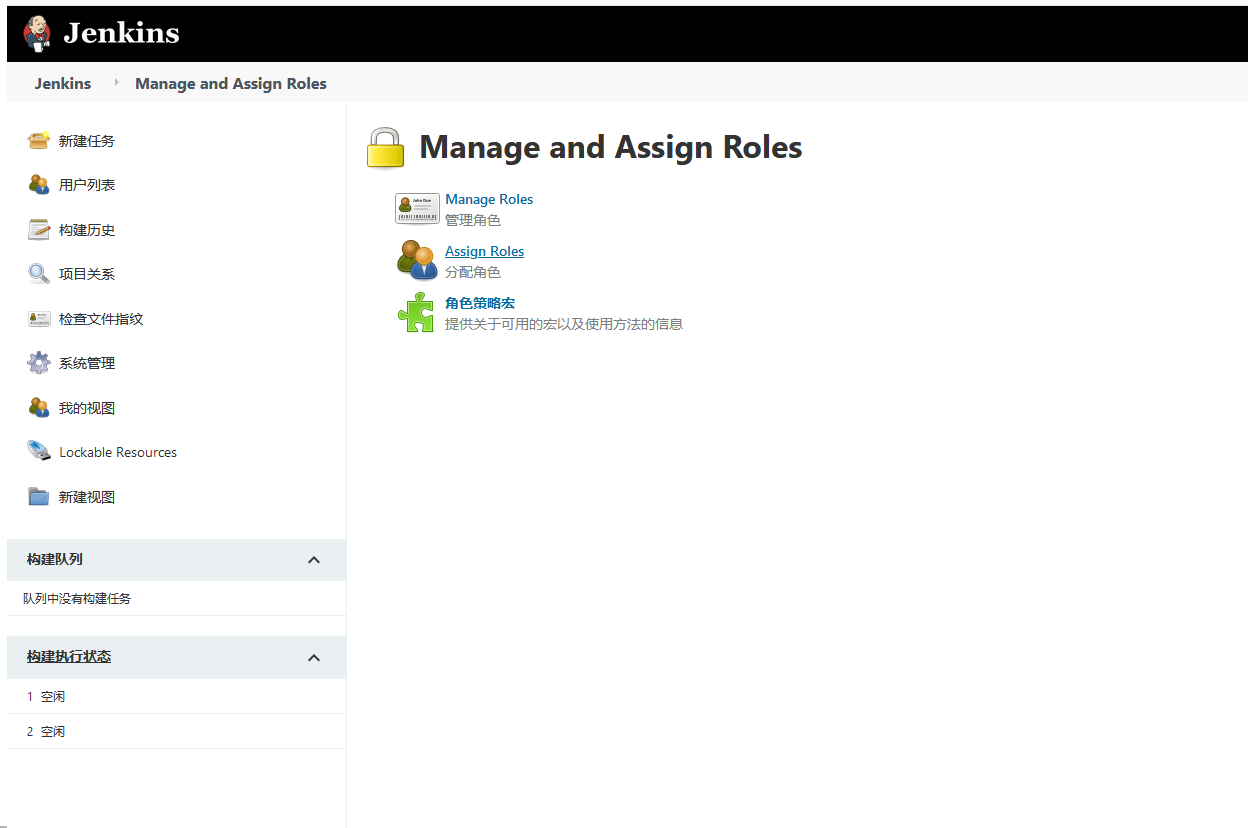 Jenkins
Jenkins
Manage and Assign Roles
新建任务
用户列表
构建历史
项目关系
检查文件指纹
系统管理
我的视图
Lockable Resources
新建视图
构建队列
队列中没有构建任务
构建执行状态
1 空闲
2 空闲
Manage and Assign Roles
John Doe
Manage Roles
管理角色
Assign Roles
分配角色
角色策略宏
提供关于可用的宏以及使用方法的信息